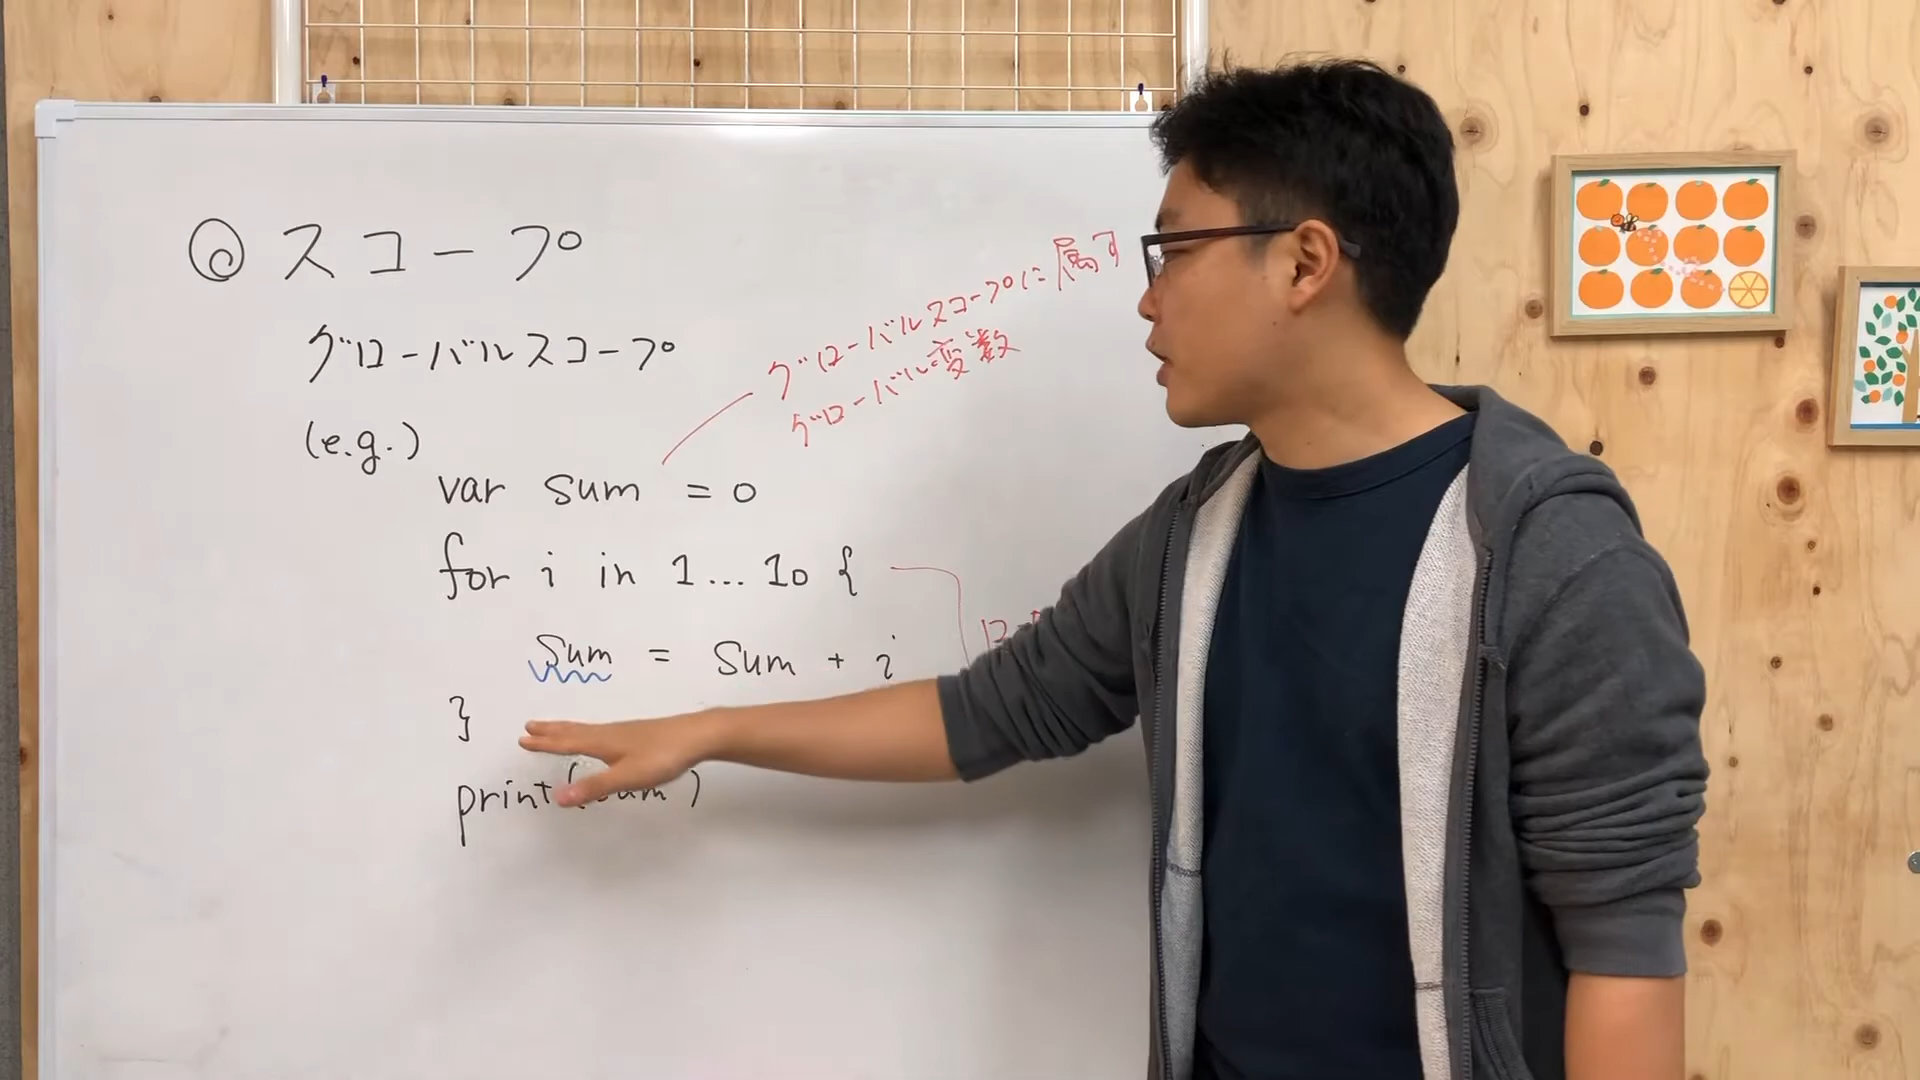 ◎ スコープ
グローバルスコープ
(e.g.)
グローバルスコープに属す
グローバル変数
var sum = 0
for i in 1...10 {
sum = sum + i
}
print(sum)